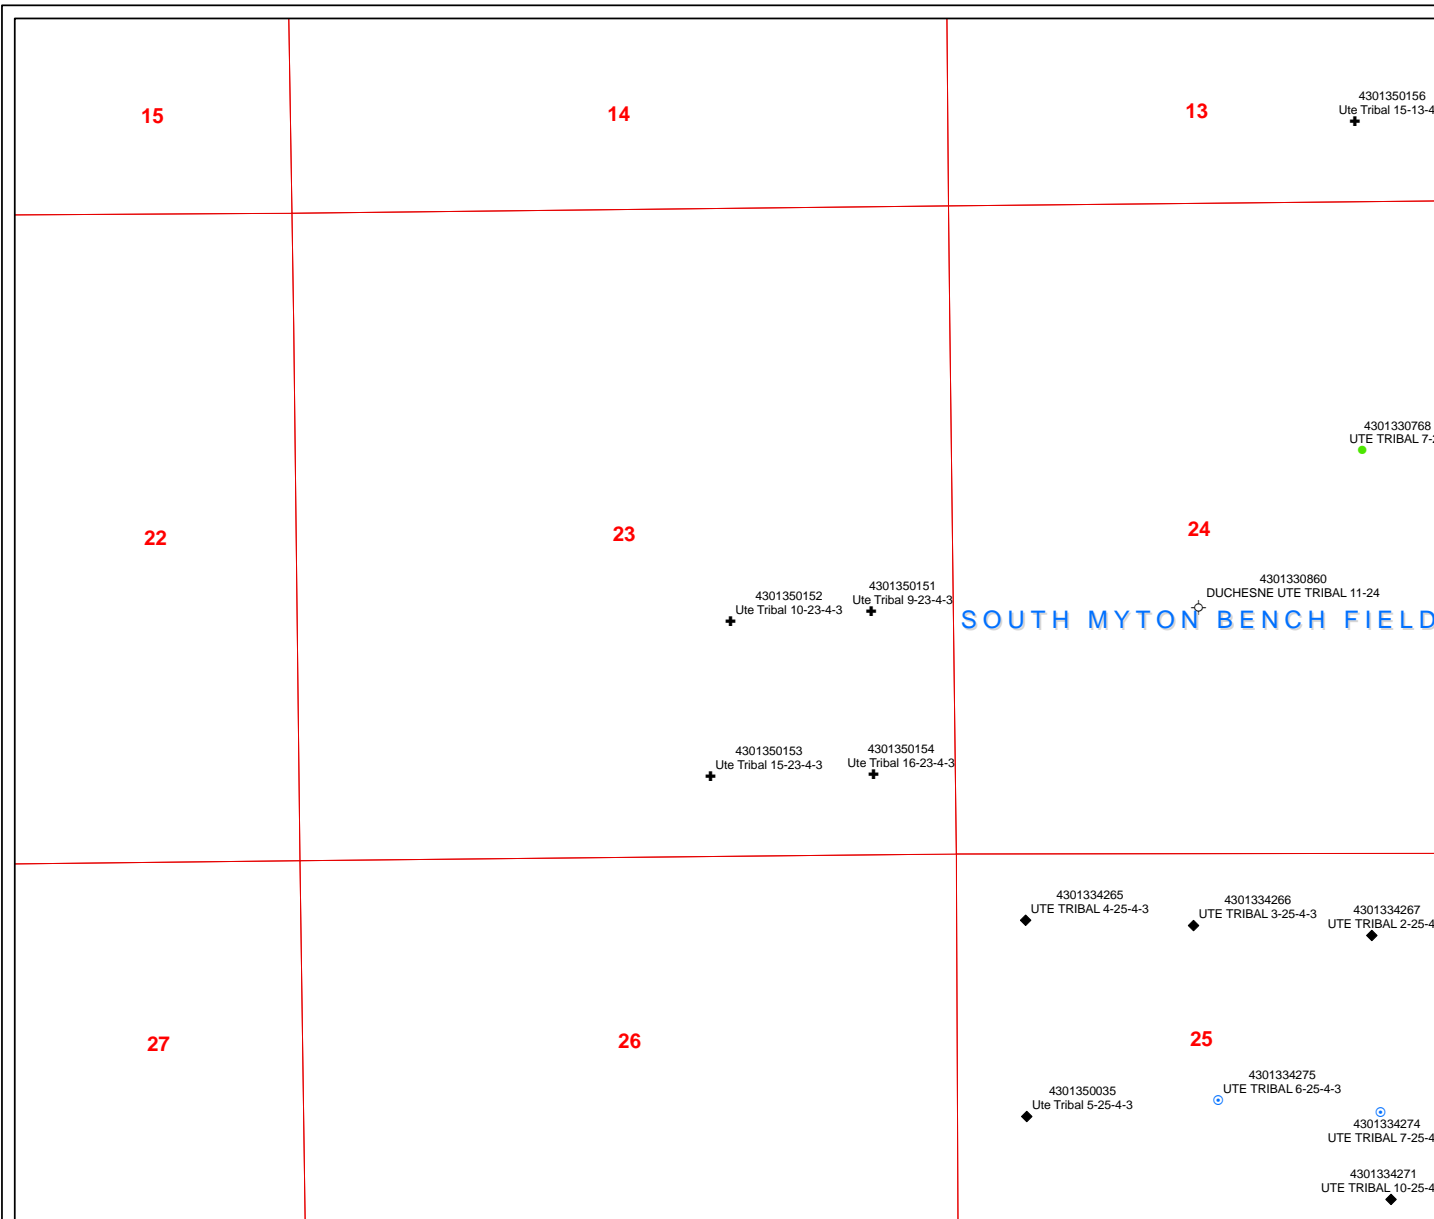 15
14
13
4301350156
Ute Tribal 15-13-4
4301330768
UTE TRIBAL 7-
22
23
24
4301350152
Ute Tribal 10-23-4-3
4301350151
Ute Tribal 9-23-4-3
4301330860
DUCHESNE UTE TRIBAL 11-24
SOUTH MYTON BENCH FIELD
4301350153
Ute Tribal 15-23-4-3
4301350154
Ute Tribal 16-23-4-3
4301334265
UTE TRIBAL 4-25-4-3
4301334266
UTE TRIBAL 3-25-4-3
4301334267
UTE TRIBAL 2-25-4
27
26
25
4301350035
Ute Tribal 5-25-4-3
4301334275
UTE TRIBAL 6-25-4-3
4301334274
UTE TRIBAL 7-25-4
4301334271
UTE TRIBAL 10-25-4